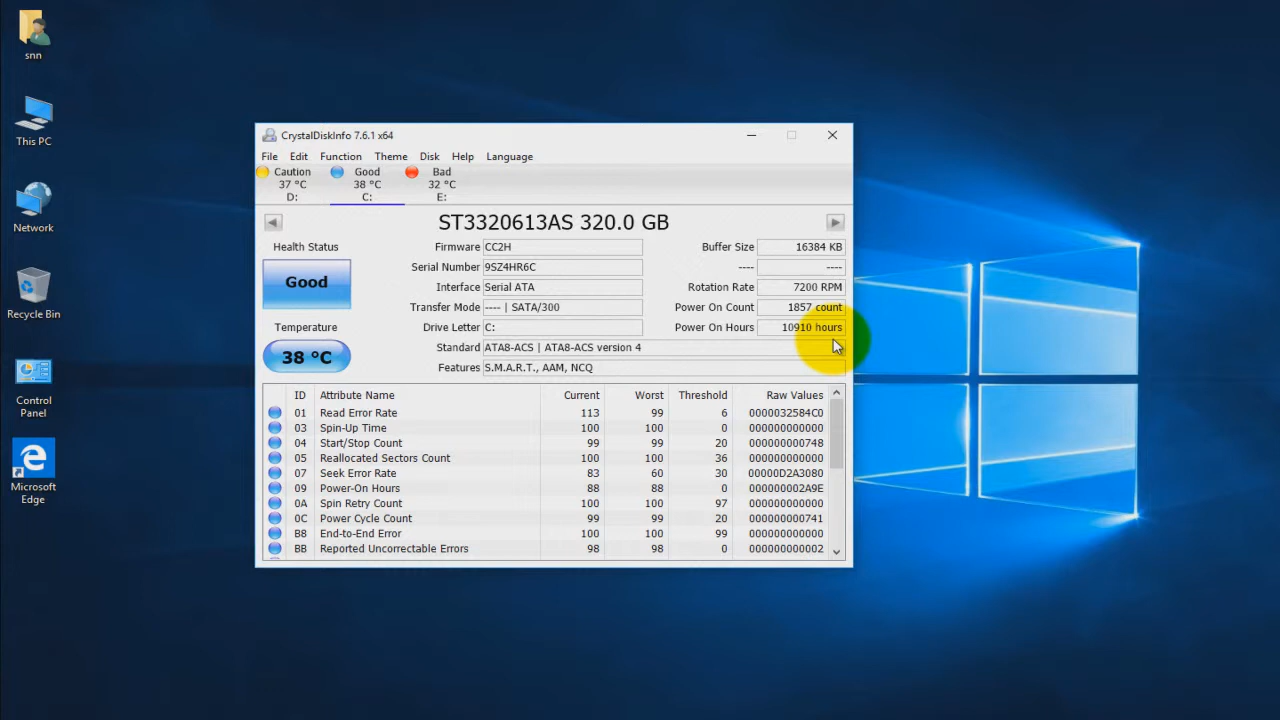 snn
This PC
Network
Recycle Bin
Control
Panel
Microsoft
Edge
CrystalDiskInfo 7.6.1 x64
File Edit Function Theme Disk Help Language
Caution Good Bad
37 °C 38 °C 32 °C
D: C: E:
ST3320613AS 320.0 GB
Health Status
Good
Temperature
38 °C
Firmware CC2H Buffer Size 16384 KB
Serial Number 9SZ4HR6C ---- ----
Interface Serial ATA Rotation Rate 7200 RPM
Transfer Mode ---- | SATA/300 Power On Count 1857 count
Drive Letter C: Power On Hours 10910 hours
Standard ATA8-ACS | ATA8-ACS version 4
Features S.M.A.R.T., AAM, NCQ
ID Attribute Name Current Worst Threshold Raw Values
01 Read Error Rate 113 99 6 0000032584C0
03 Spin-Up Time 100 100 0 000000000000
04 Start/Stop Count 99 99 20 000000000748
05 Reallocated Sectors Count 100 100 36 000000000000
07 Seek Error Rate 83 60 30 00000D2A3080
09 Power-On Hours 88 88 0 000000002A9E
0A Spin Retry Count 100 100 97 000000000000
0C Power Cycle Count 99 99 20 000000000741
B8 End-to-End Error 100 100 99 000000000000
BB Reported Uncorrectable Errors 98 98 0 000000000002